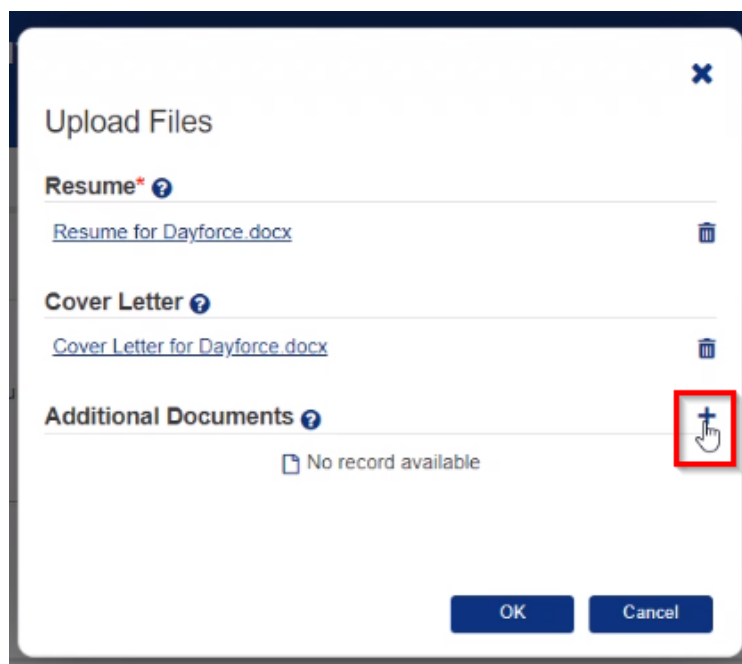 Upload Files
Resume*
Resume for Dayforce.docx
Cover Letter
Cover Letter for Dayforce.docx
Additional Documents
No record available
OK Cancel